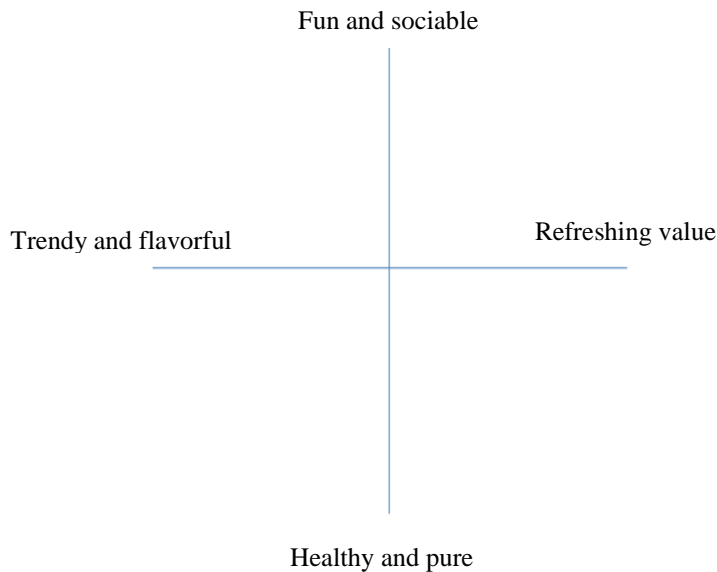 Fun and sociable
Trendy and flavorful
Refreshing value
Healthy and pure